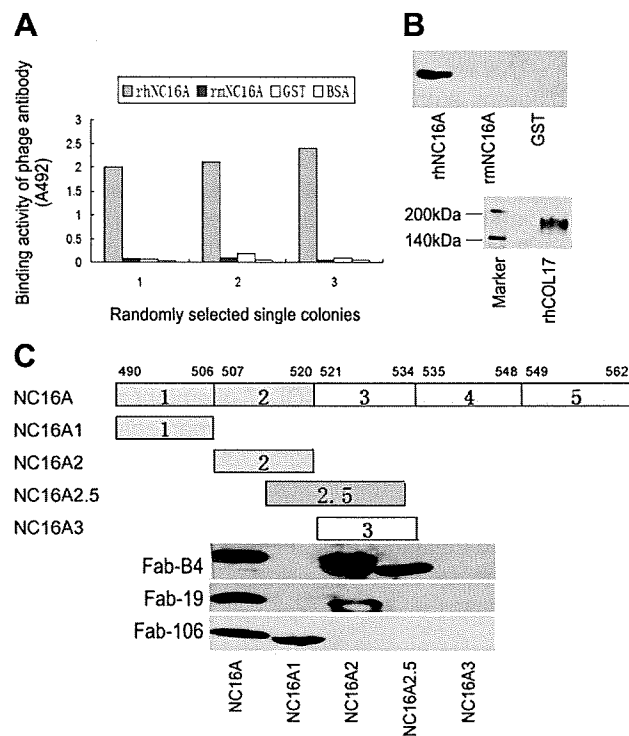 A
rhNC16A rmNC16A GST BSA
Binding activity of phage antibody
(A492)
3
2.5
2
1.5
1
0.5
0
1 2 3
Randomly selected single colonies
B
rhNC16A
rmNC16A
GST
200kDa
140kDa
Marker
rhCOL17
C
490 506 507 520 521 534 535 548 549 562
NC16A 1 2 3 4 5
NC16A1 1
NC16A2 2
NC16A2.5 2.5
NC16A3 3
Fab-B4
Fab-19
Fab-106
NC16A
NC16A1
NC16A2
NC16A2.5
NC16A3